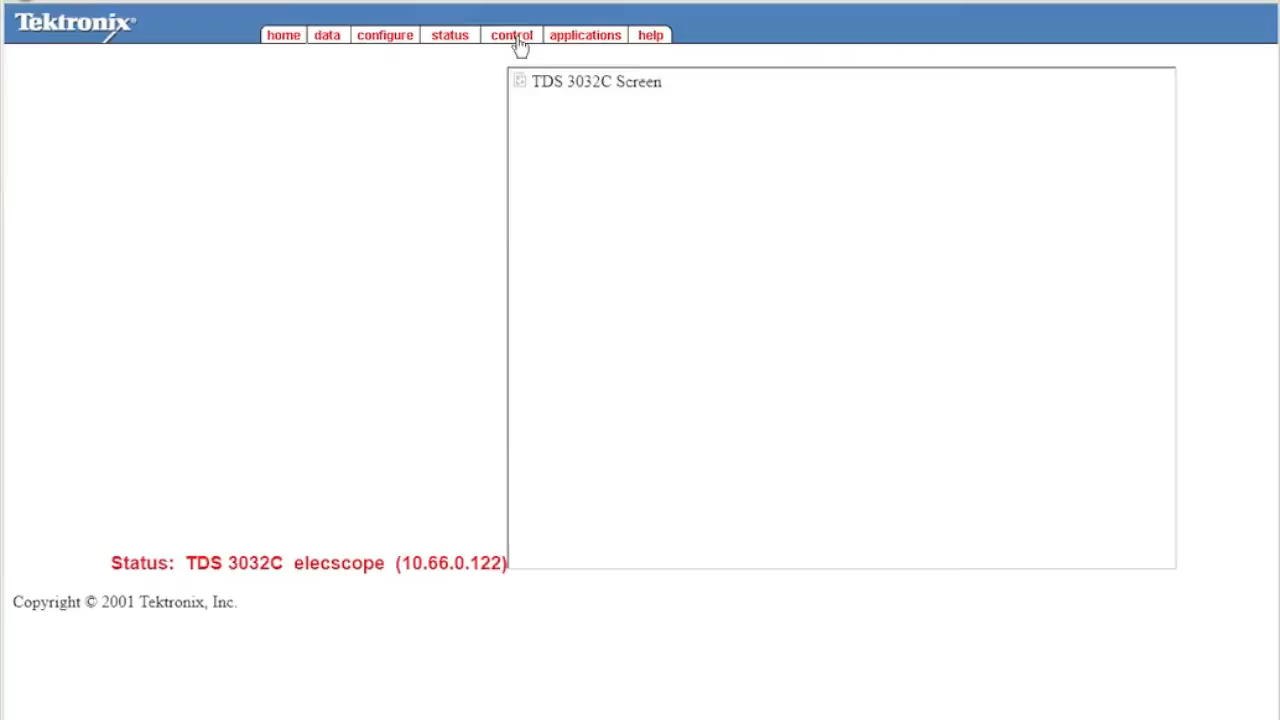 Tektronix
home data configure status control applications help
TDS 3032C Screen
Status: TDS 3032C elecscope (10.66.0.122)
Copyright © 2001 Tektronix, Inc.